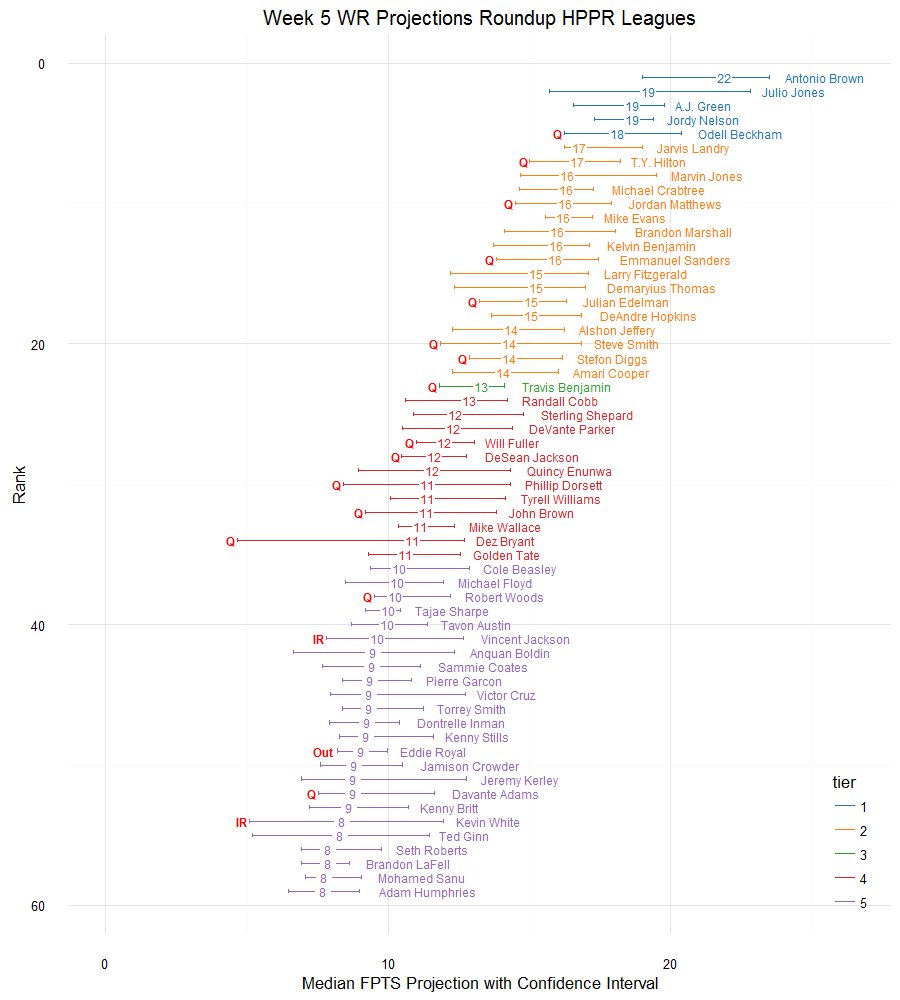 Week 5 WR Projections Roundup HPPR Leagues
0
22 Antonio Brown
19 Julio Jones
19 A.J. Green
19 Jordy Nelson
Q 18 Odell Beckham
17 Jarvis Landry
Q 17 T.Y. Hilton
16 Marvin Jones
16 Michael Crabtree
Q 16 Jordan Matthews
16 Mike Evans
16 Brandon Marshall
16 Kelvin Benjamin
Q 16 Emmanuel Sanders
15 Larry Fitzgerald
15 Demaryius Thomas
Q 15 Julian Edelman
15 DeAndre Hopkins
14 Alshon Jeffery
20 Q 14 Steve Smith
Q 14 Stefon Diggs
14 Amari Cooper
Q 13 Travis Benjamin
13 Randall Cobb
12 Sterling Shepard
12 DeVante Parker
Q 12 Will Fuller
Q 12 DeSean Jackson
12 Quincy Enunwa
Q 11 Phillip Dorsett
Rank
11 Tyrell Williams
Q 11 John Brown
11 Mike Wallace
Q 11 Dez Bryant
11 Golden Tate
10 Cole Beasley
10 Michael Floyd
Q 10 Robert Woods
10 Tajae Sharpe
40 10 Tavon Austin
IR 10 Vincent Jackson
9 Anquan Boldin
9 Sammie Coates
9 Pierre Garcon
9 Victor Cruz
9 Torrey Smith
9 Dontrelle Inman
9 Kenny Stills
Out 9 Eddie Royal
9 Jamison Crowder
9 Jeremy Kerley
Q 9 Davante Adams
9 Kenny Britt
IR 8 Kevin White
8 Ted Ginn
8 Seth Roberts
8 Brandon LaFell
8 Mohamed Sanu
8 Adam Humphries
60
tier
1
2
3
4
5
0 10 20
Median FPTS Projection with Confidence Interval